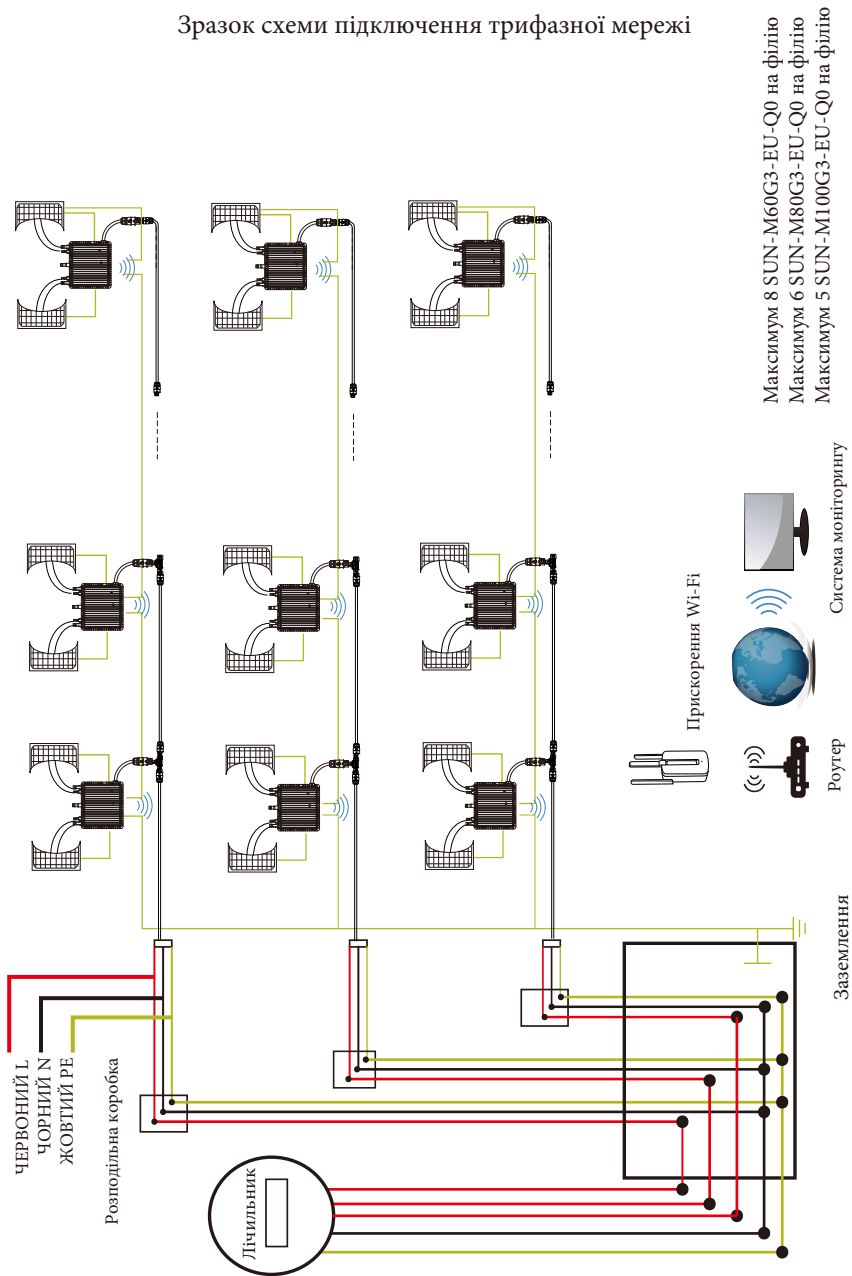 Зразок схеми підключення трифазної мережі
ЧЕРВОНИЙ L
ЧОРНИЙ N
ЖОВТИЙ PE
Розподільна коробка
Лічильник
Заземлення
Роутер
Прискорення Wi-Fi
Система моніторингу
Максимум 8 SUN-M60G3-EU-Q0 на філію
Максимум 6 SUN-M80G3-EU-Q0 на філію
Максимум 5 SUN-M100G3-EU-Q0 на філію